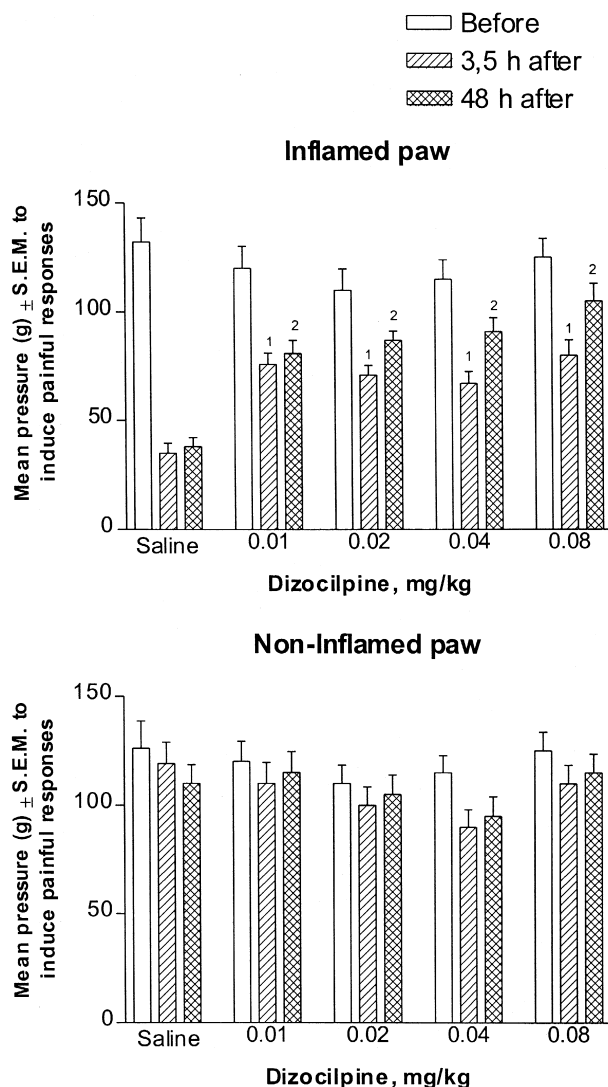 Before
3,5 h after
48 h after
Inflamed paw
Mean pressure (g) ± S.E.M. to
induce painful responses
150
100
50
0
1
2
1
2
1
2
1
2
Saline
0.01
0.02
0.04
0.08
Dizocilpine, mg/kg
Non-Inflamed paw
Mean pressure (g) ± S.E.M. to
induce painful responses
150
100
50
0
Saline
0.01
0.02
0.04
0.08
Dizocilpine, mg/kg